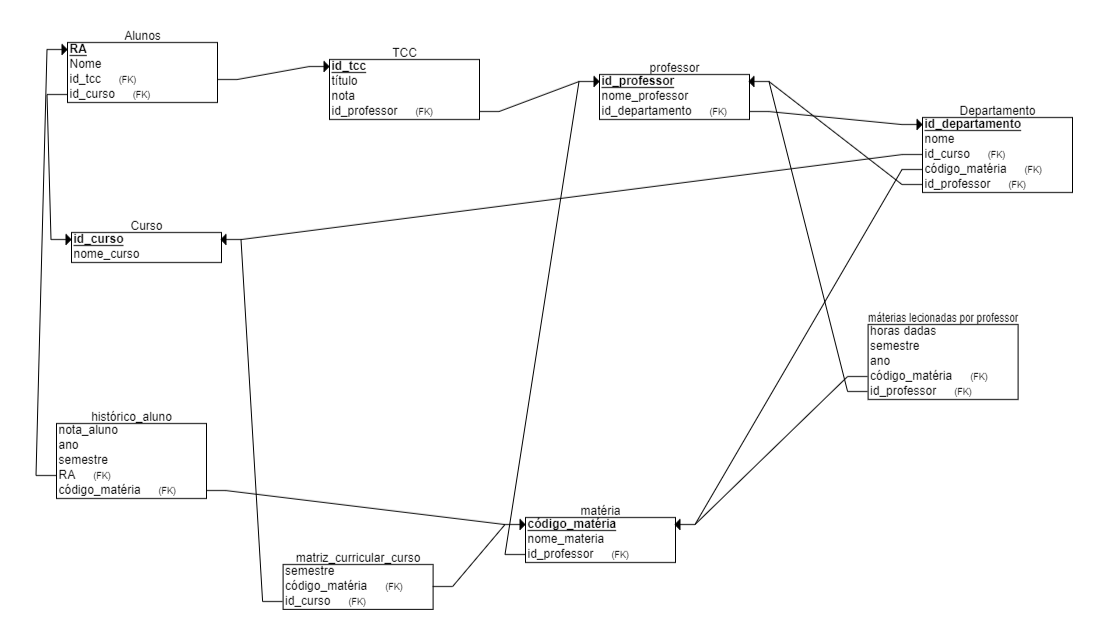 Alunos
RA
Nome
id_tcc (FK)
id_curso (FK)
TCC
id_tcc
título
nota
id_professor (FK)
professor
id_professor
nome_professor
id_departamento (FK)
Departamento
id_departamento
nome
id_curso (FK)
código_matéria (FK)
id_professor (FK)
Curso
id_curso
nome_curso
máterias lecionadas por professor
horas dadas
semestre
ano
código_matéria (FK)
id_professor (FK)
histórico_aluno
nota_aluno
ano
semestre
RA (FK)
código_matéria (FK)
matéria
código_matéria
nome_materia
id_professor (FK)
matriz_curricular_curso
semestre
código_matéria (FK)
id_curso (FK)